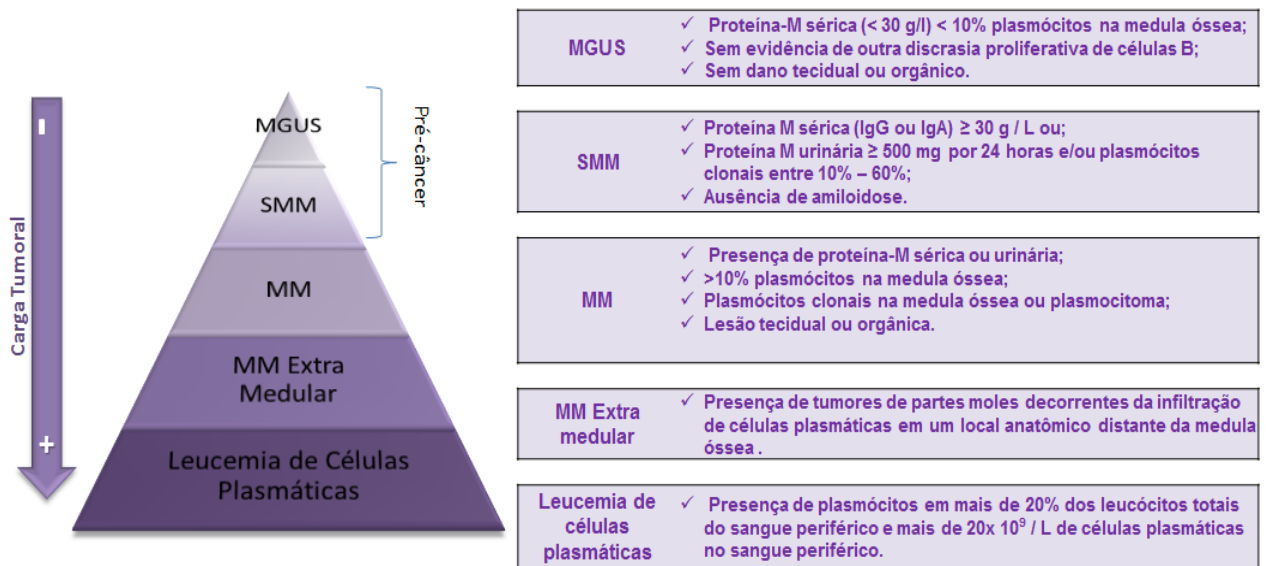 Carga Tumoral
-
+
MGUS
SMM
MM
MM Extra
Medular
Leucemia de Células
Plasmáticas
Pré-câncer
MGUS
✓ Proteína-M sérica (< 30 g/l) < 10% plasmócitos na medula óssea;
✓ Sem evidência de outra discrasia proliferativa de células B;
✓ Sem dano tecidual ou orgânico.
SMM
✓ Proteína M sérica (IgG ou IgA) ≥ 30 g / L ou;
✓ Proteína M urinária ≥ 500 mg por 24 horas e/ou plasmócitos
clonais entre 10% – 60%;
✓ Ausência de amiloidose.
MM
✓ Presença de proteína-M sérica ou urinária;
✓ >10% plasmócitos na medula óssea;
✓ Plasmócitos clonais na medula óssea ou plasmocitoma;
✓ Lesão tecidual ou orgânica.
MM Extra
medular
✓ Presença de tumores de partes moles decorrentes da infiltração
de células plasmáticas em um local anatômico distante da medula
óssea .
Leucemia de
células
plasmáticas
✓ Presença de plasmócitos em mais de 20% dos leucócitos totais
do sangue periférico e mais de 20x 10⁹ / L de células plasmáticas
no sangue periférico.